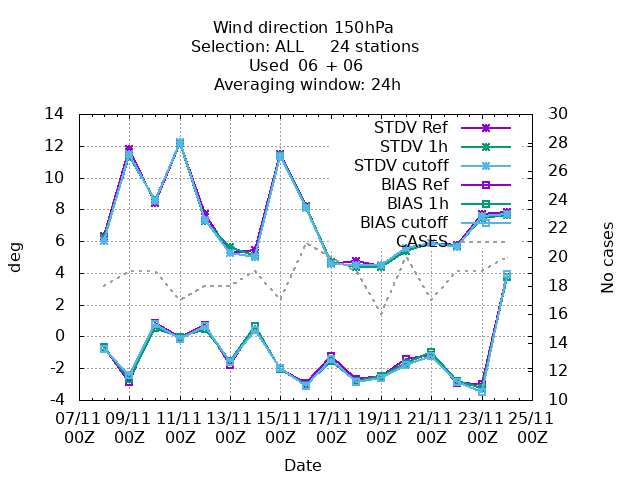 Wind direction 150hPa
Selection: ALL 24 stations
Used 06 + 06
Averaging window: 24h
14 30
12 28
10 26
8 24
6 22
4 20
2 18
0 16
-2 14
-4 12
10
deg
No cases
STDV Ref
STDV 1h
STDV cutoff
BIAS Ref
BIAS 1h
BIAS cutoff
CASES
07/11 09/11 11/11 13/11 15/11 17/11 19/11 21/11 23/11 25/11
00Z 00Z 00Z 00Z 00Z 00Z 00Z 00Z 00Z 00Z
Date